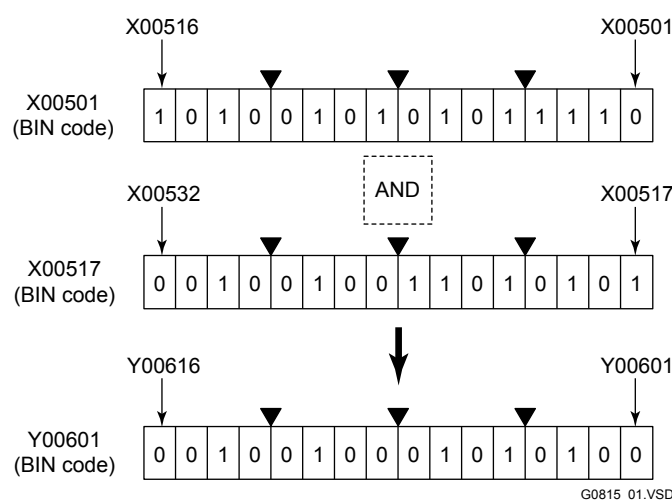 X00516 X00501
X00501
(BIN code)
1 0 1 0 0 1 0 1 0 1 0 1 1 1 1 0
AND
X00532 X00517
X00517
(BIN code)
0 0 1 0 0 1 0 0 1 1 0 1 0 1 0 1
Y00616 Y00601
Y00601
(BIN code)
0 0 1 0 0 1 0 0 0 1 0 1 0 1 0 0
G0815_01.VSD